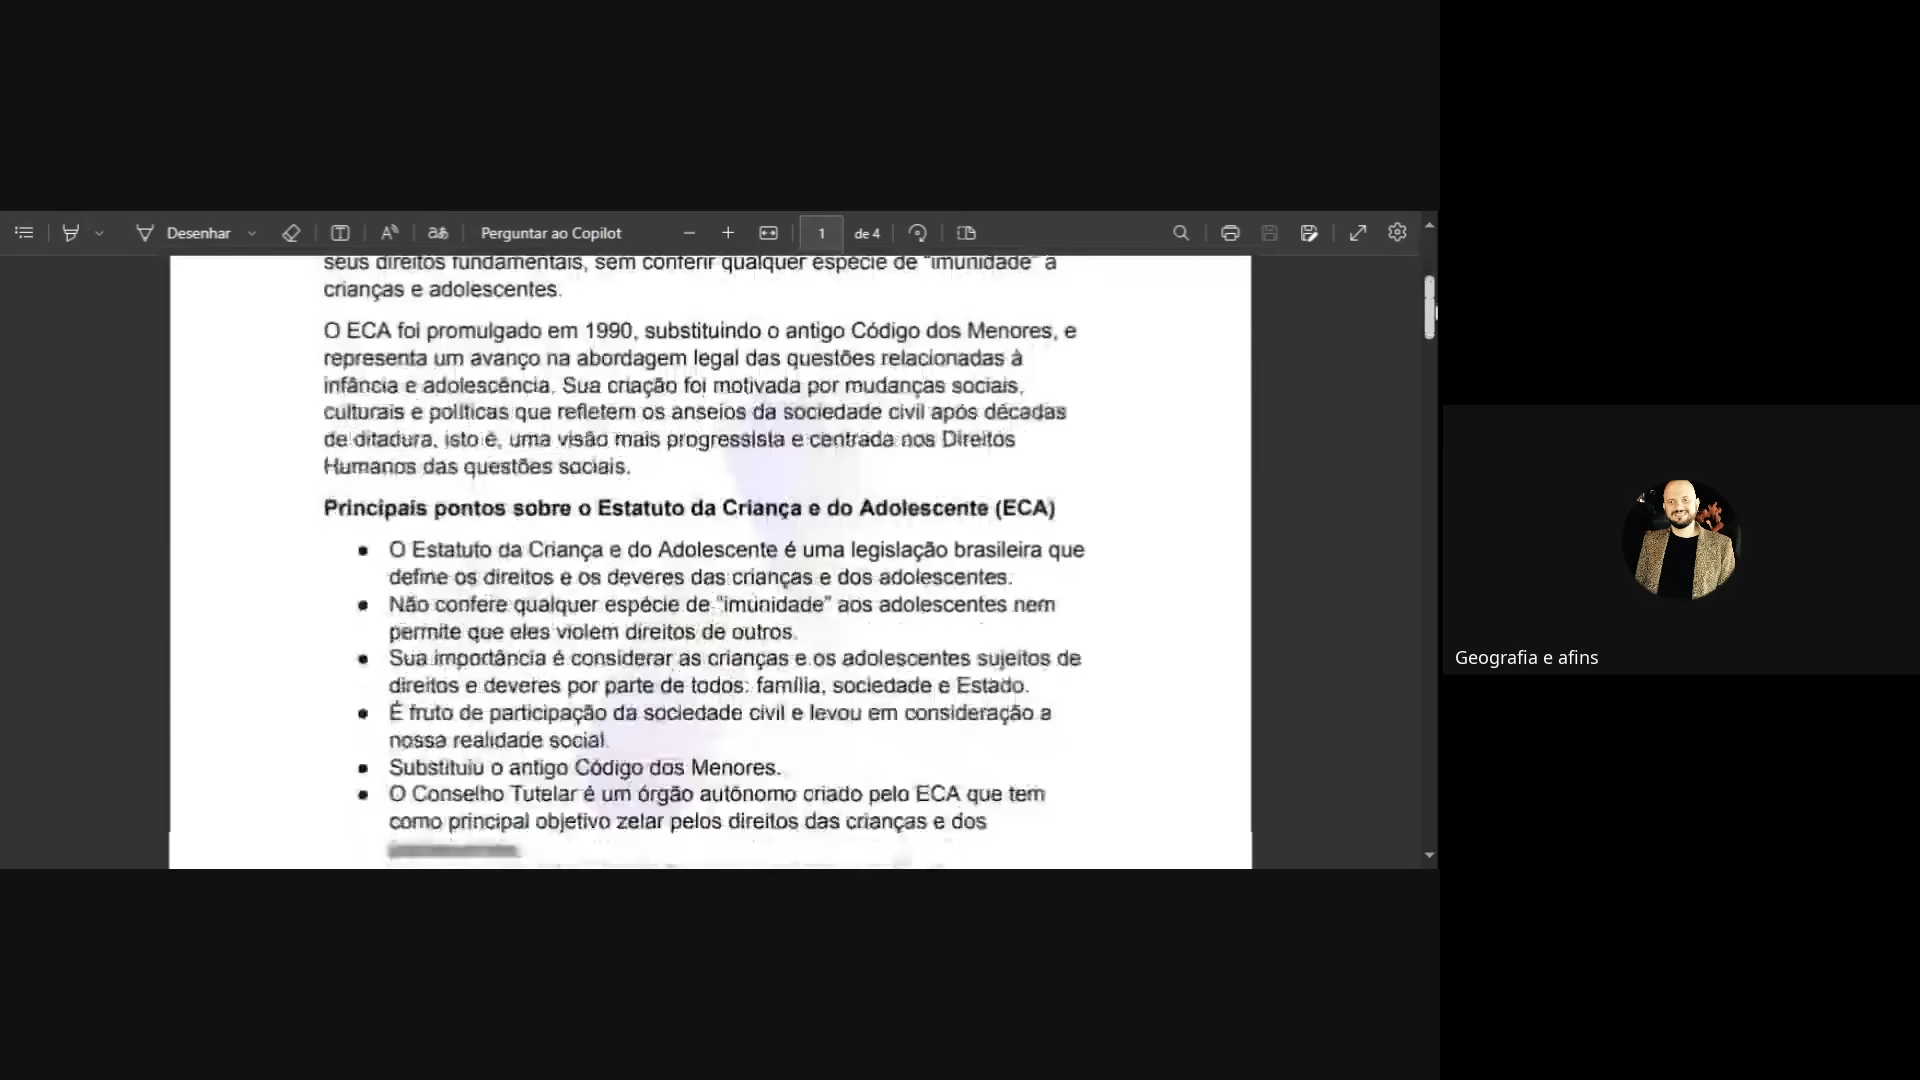 Desenhar
Perguntar ao Copilot
1 de 4
seus direitos fundamentais, sem conferir qualquer espécie de "imunidade" a
crianças e adolescentes.
O ECA foi promulgado em 1990, substituindo o antigo Código dos Menores, e
representa um avanço na abordagem legal das questões relacionadas à
infância e adolescência. Sua criação foi motivada por mudanças sociais,
culturais e políticas que refletem os anseios da sociedade civil após décadas
de ditadura, isto é, uma visão mais progressista e centrada nos Direitos
Humanos das questões sociais.
Principais pontos sobre o Estatuto da Criança e do Adolescente (ECA)
• O Estatuto da Criança e do Adolescente é uma legislação brasileira que
define os direitos e os deveres das crianças e dos adolescentes.
• Não confere qualquer espécie de "imunidade" aos adolescentes nem
permite que eles violem direitos de outros.
• Sua importância é considerar as crianças e os adolescentes sujeitos de
direitos e deveres por parte de todos: família, sociedade e Estado.
• É fruto de participação da sociedade civil e levou em consideração a
nossa realidade social.
• Substituiu o antigo Código dos Menores.
• O Conselho Tutelar é um órgão autônomo criado pelo ECA que tem
como principal objetivo zelar pelos direitos das crianças e dos
Geografia e afins